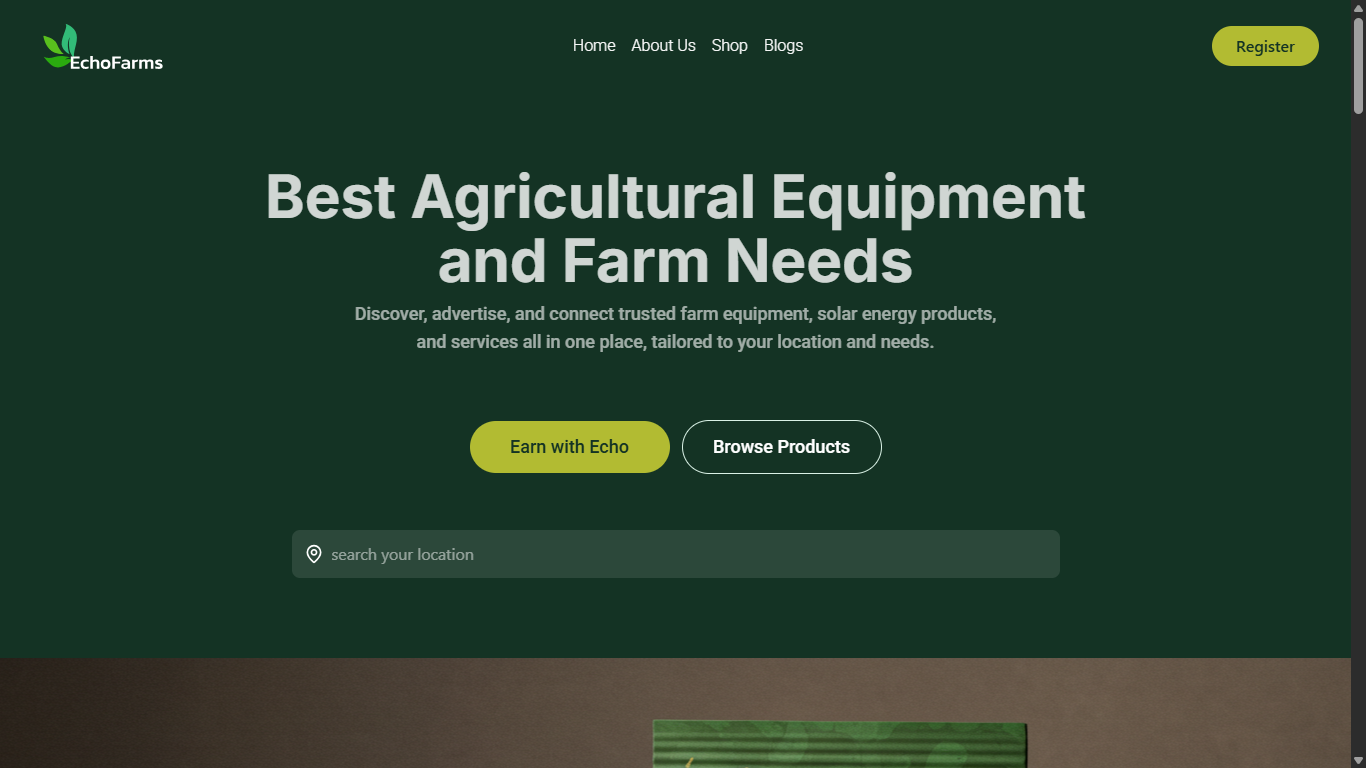 EchoFarms
Home About Us Shop Blogs
Register
Best Agricultural Equipment
and Farm Needs
Discover, advertise, and connect trusted farm equipment, solar energy products,
and services all in one place, tailored to your location and needs.
Earn with Echo
Browse Products
search your location